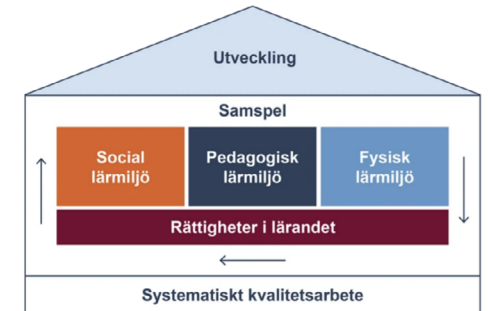 Utveckling
Samspel
Social
lärmiljö
Pedagogisk
lärmiljö
Fysisk
lärmiljö
Rättigheter i lärandet
Systematiskt kvalitetsarbete